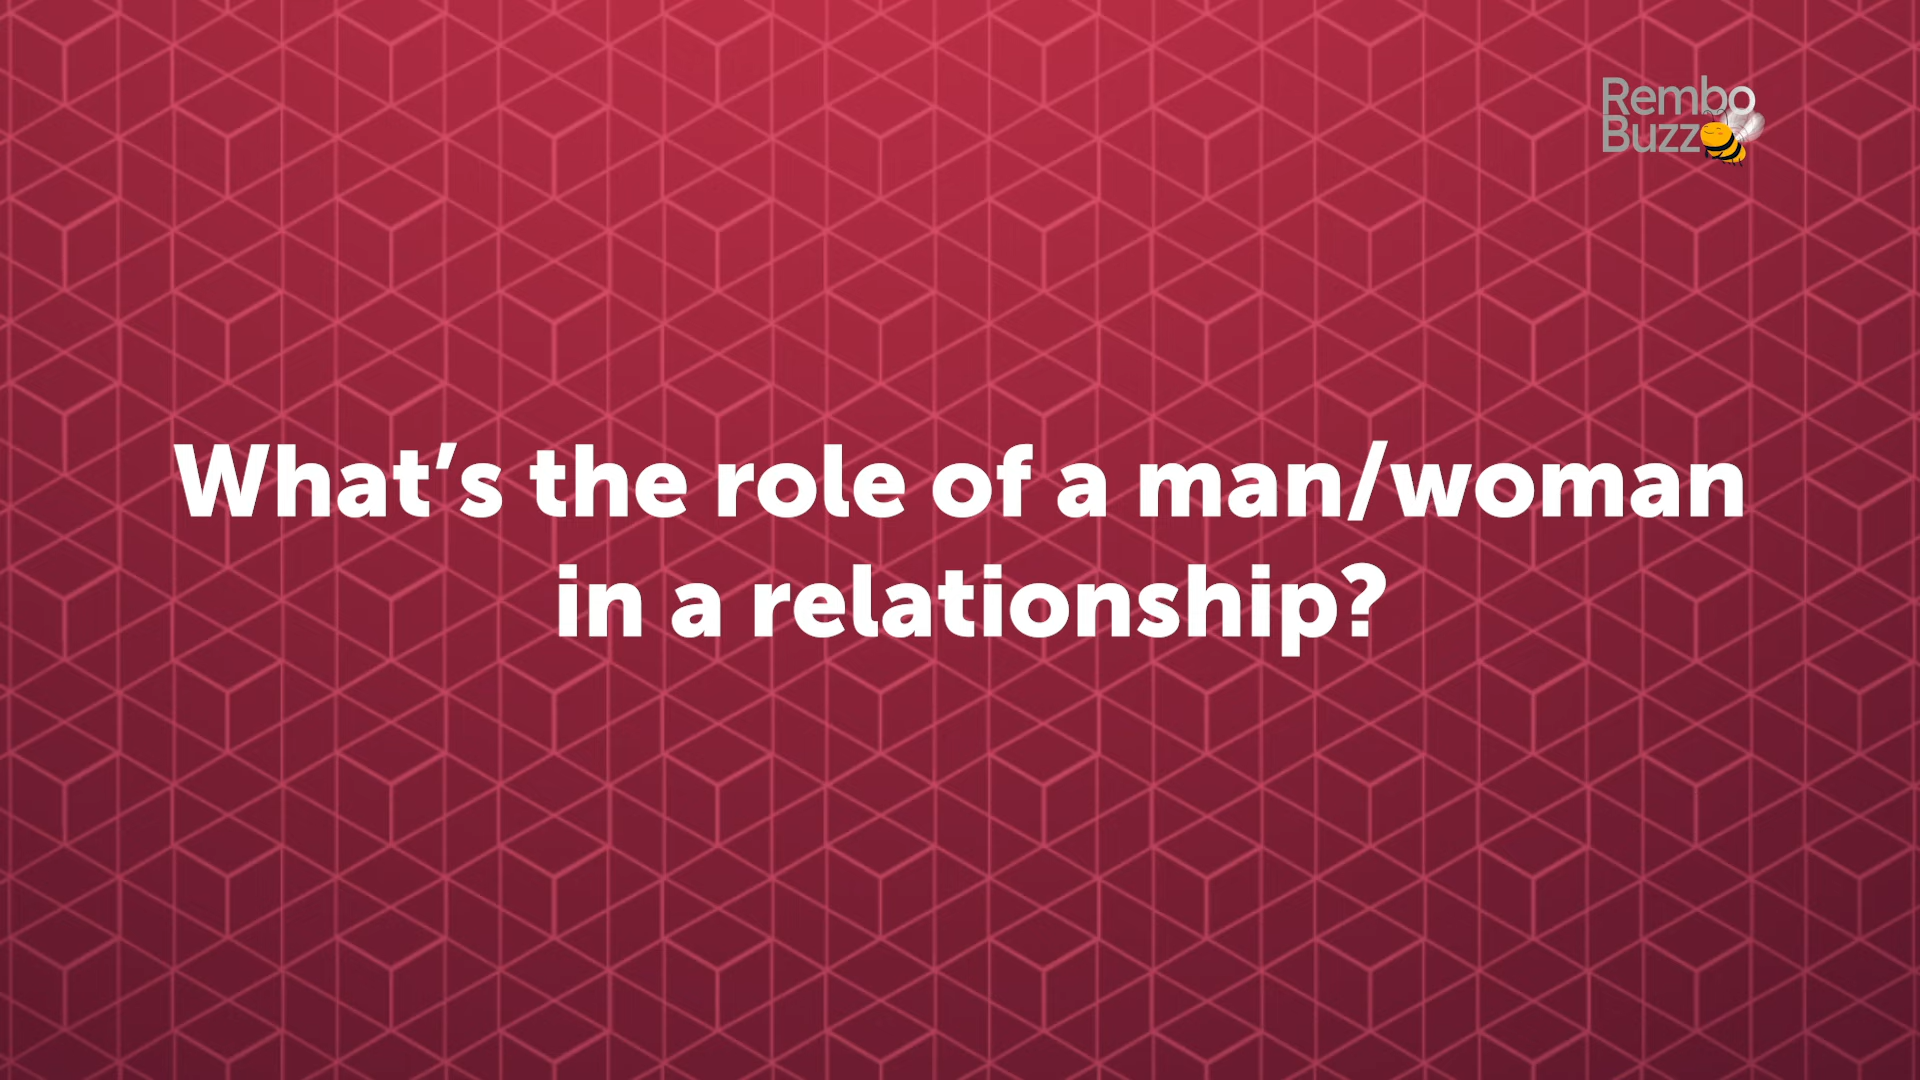 Rembo
Buzz
What’s the role of a man/woman
in a relationship?